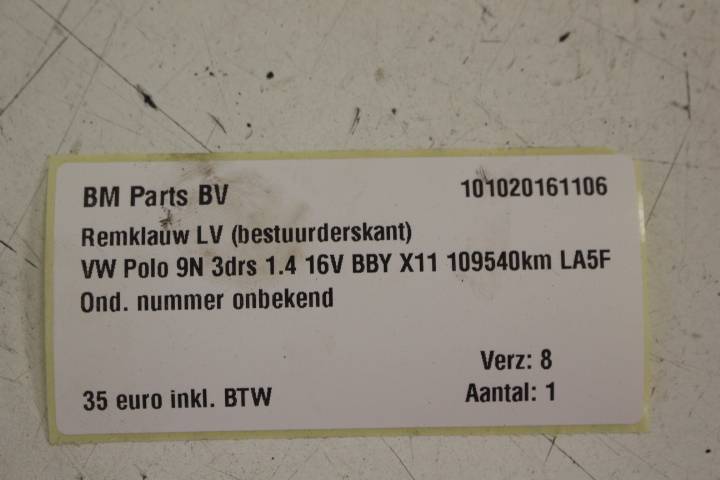 BM Parts BV 101020161106
Remklauw LV (bestuurderskant)
VW Polo 9N 3drs 1.4 16V BBY X11 109540km LA5F
Ond. nummer onbekend
Verz: 8
35 euro inkl. BTW Aantal: 1